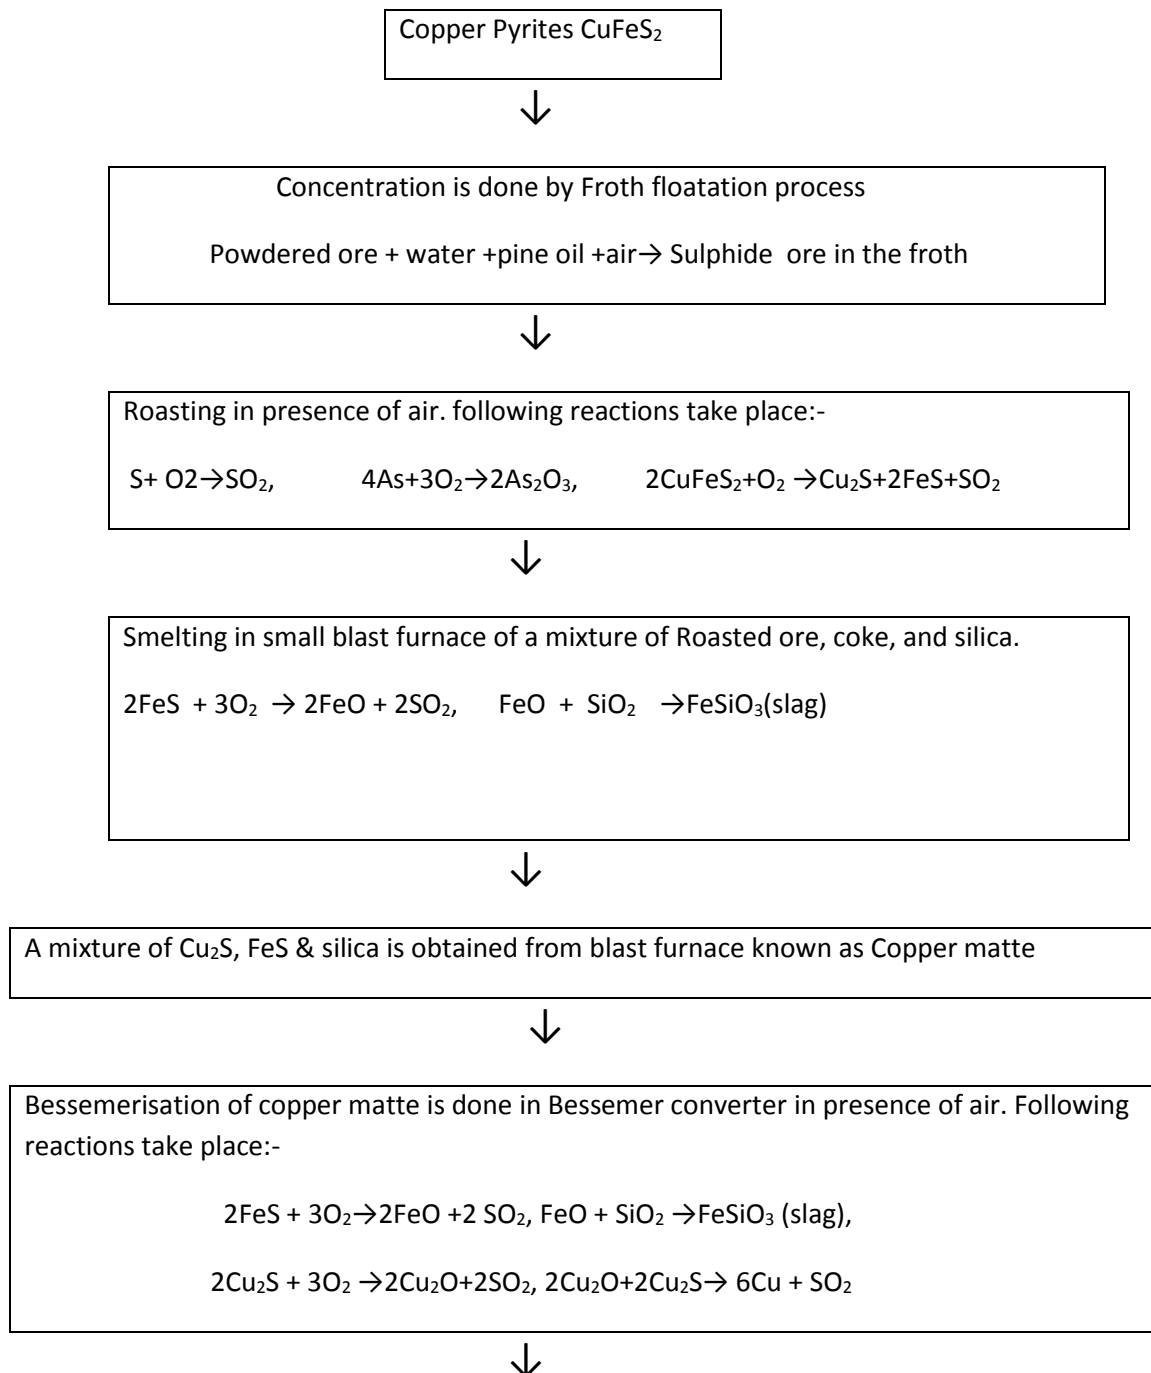 Copper Pyrites CuFeS₂
↓
Concentration is done by Froth floatation process
Powdered ore + water +pine oil +air→ Sulphide ore in the froth
↓
Roasting in presence of air. following reactions take place:-
S+ O2→SO₂, 4As+3O₂→2As₂O₃, 2CuFeS₂+O₂ →Cu₂S+2FeS+SO₂
↓
Smelting in small blast furnace of a mixture of Roasted ore, coke, and silica.
2FeS + 3O₂ → 2FeO + 2SO₂, FeO + SiO₂ →FeSiO₃(slag)
↓
A mixture of Cu₂S, FeS & silica is obtained from blast furnace known as Copper matte
↓
Bessemerisation of copper matte is done in Bessemer converter in presence of air. Following
reactions take place:-
2FeS + 3O₂→2FeO +2 SO₂, FeO + SiO₂ →FeSiO₃ (slag),
2Cu₂S + 3O₂ →2Cu₂O+2SO₂, 2Cu₂O+2Cu₂S→ 6Cu + SO₂
↓